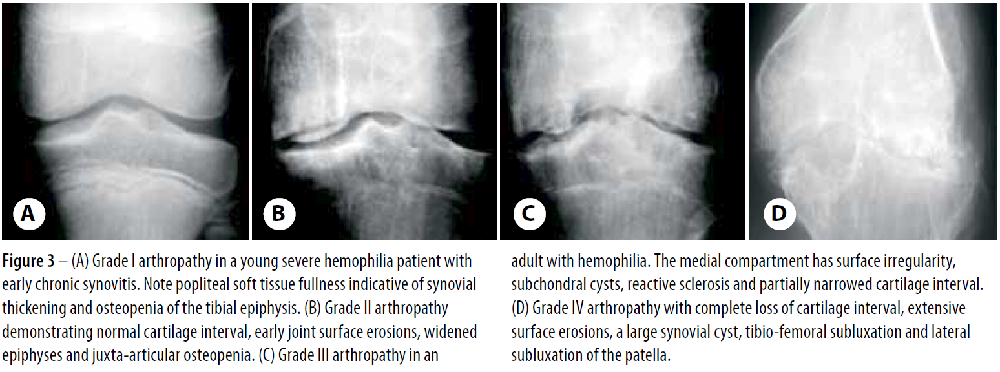 A
B
C
D
Figure 3 – (A) Grade I arthropathy in a young severe hemophilia patient with
early chronic synovitis. Note popliteal soft tissue fullness indicative of synovial
thickening and osteopenia of the tibial epiphysis. (B) Grade II arthropathy
demonstrating normal cartilage interval, early joint surface erosions, widened
epiphyses and juxta-articular osteopenia. (C) Grade III arthropathy in an
adult with hemophilia. The medial compartment has surface irregularity,
subchondral cysts, reactive sclerosis and partially narrowed cartilage interval.
(D) Grade IV arthropathy with complete loss of cartilage interval, extensive
surface erosions, a large synovial cyst, tibio-femoral subluxation and lateral
subluxation of the patella.